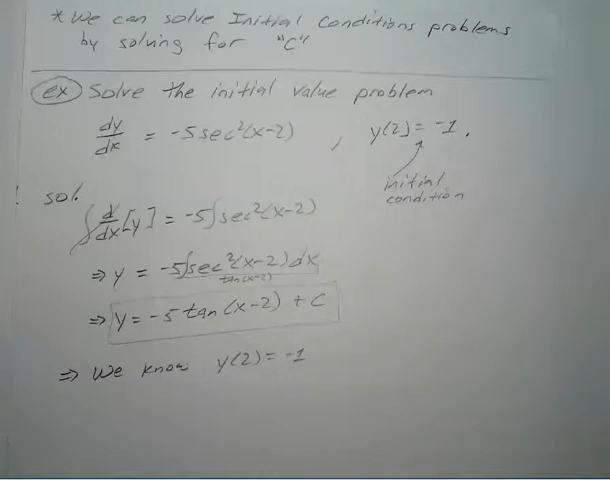 * We can solve Initial Conditions problems
by solving for "C"
ex Solve the initial value problem
dy/dx = -5 sec²(x-2) , y(2) = -1.
initial
condition
sol.
∫ d/dx [y] = -5∫sec²(x-2)
⇒ y = -5∫sec²(x-2)dx
tan(x-2)
⇒ y = -5 tan(x-2) + C
⇒ We know y(2) = -1